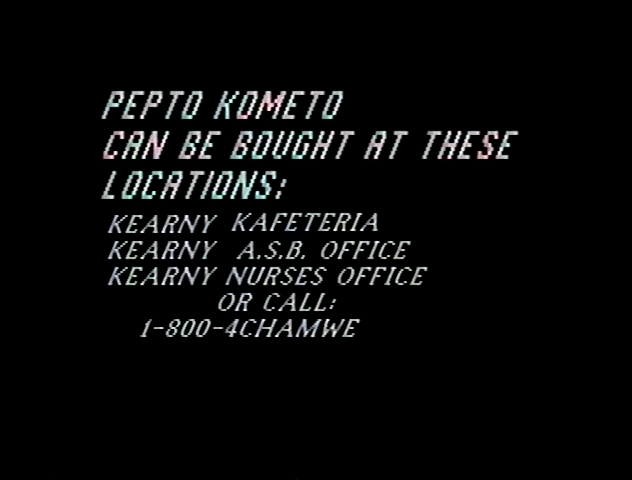 PEPTO KOMETO
CAN BE BOUGHT AT THESE
LOCATIONS:
KEARNY KAFETERIA
KEARNY A.S.B. OFFICE
KEARNY NURSES OFFICE
OR CALL:
1-800-4CHAMWE